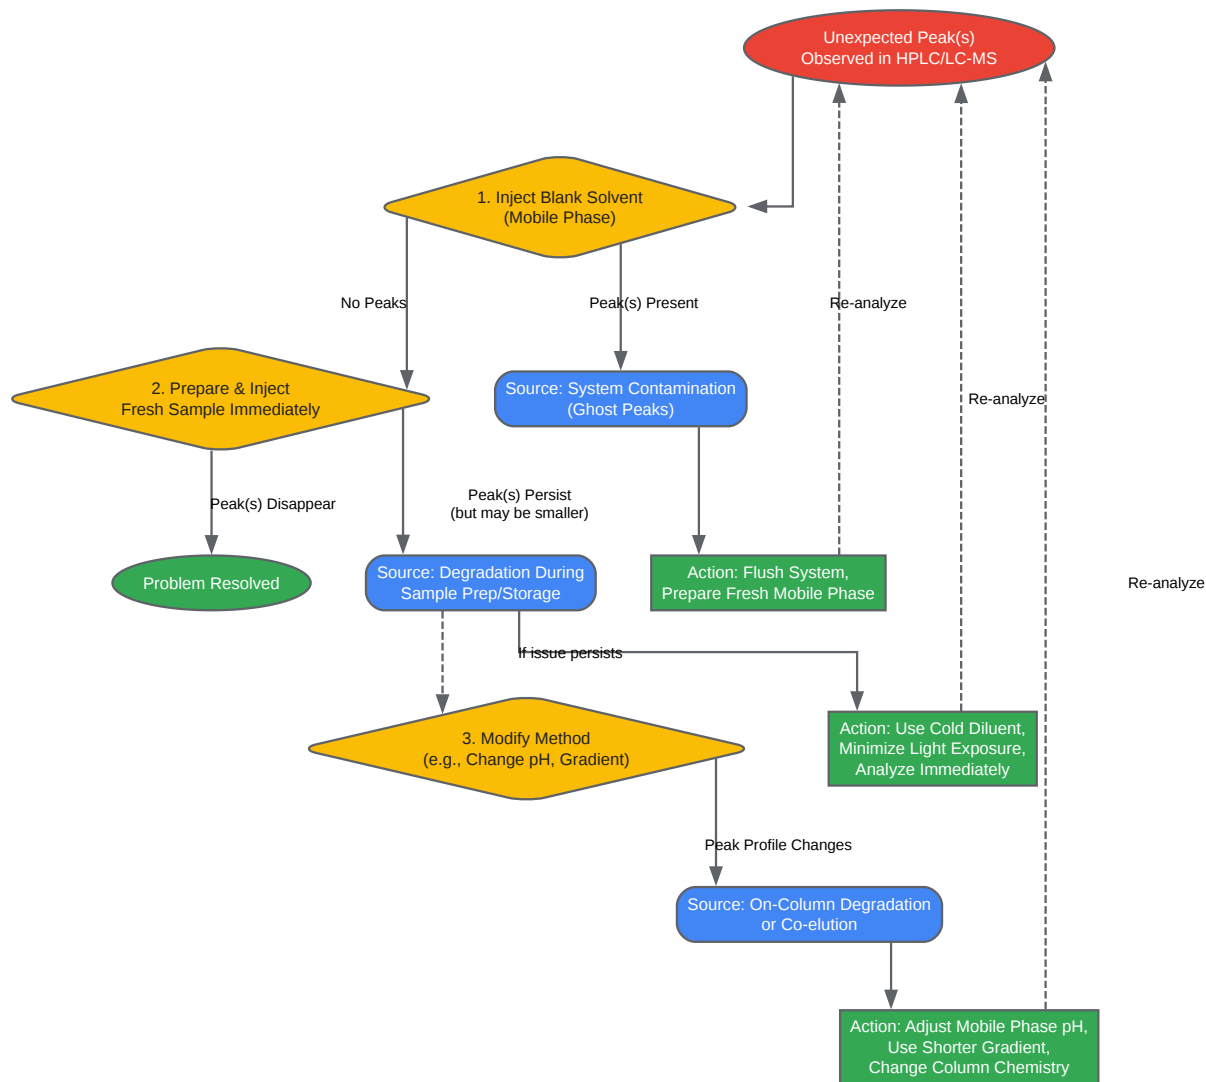 Unexpected Peak(s)
Observed in HPLC/LC-MS
1. Inject Blank Solvent
(Mobile Phase)
No Peaks
Peak(s) Present
Re-analyze
2. Prepare & Inject
Fresh Sample Immediately
Source: System Contamination
(Ghost Peaks)
Re-analyze
Peak(s) Disappear
Peak(s) Persist
(but may be smaller)
Problem Resolved
Source: Degradation During
Sample Prep/Storage
Action: Flush System,
Prepare Fresh Mobile Phase
Re-analyze
If issue persists
3. Modify Method
(e.g., Change pH, Gradient)
Action: Use Cold Diluent,
Minimize Light Exposure,
Analyze Immediately
Peak Profile Changes
Source: On-Column Degradation
or Co-elution
Action: Adjust Mobile Phase pH,
Use Shorter Gradient,
Change Column Chemistry